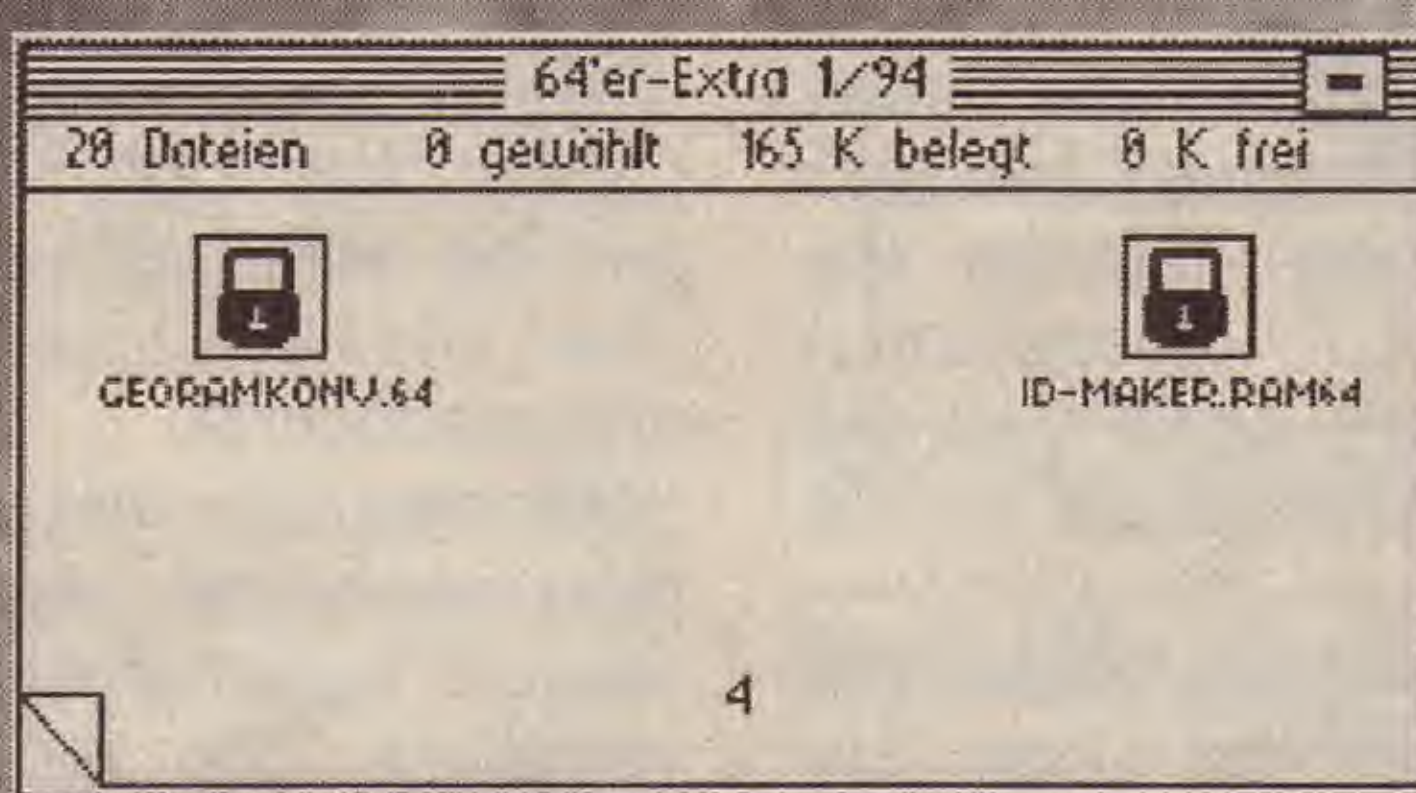 64'er-Extra 1/94
20 Dateien 0 gewählt 165 K belegt 0 K frei
GEORAMKONV.64 ID-MAKER.RAM64
4